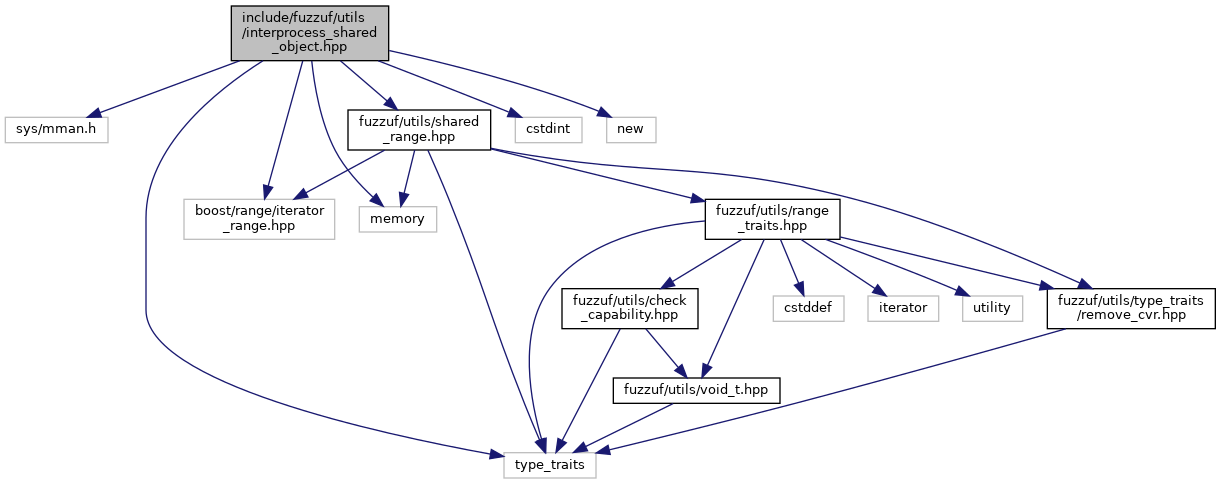 include/fuzzuf/utils
/interprocess_shared
_object.hpp
sys/mman.h
fuzzuf/utils/shared
_range.hpp
cstdint
new
boost/range/iterator
_range.hpp
memory
fuzzuf/utils/range
_traits.hpp
fuzzuf/utils/check
_capability.hpp
cstddef
iterator
utility
fuzzuf/utils/type_traits
/remove_cvr.hpp
fuzzuf/utils/void_t.hpp
type_traits